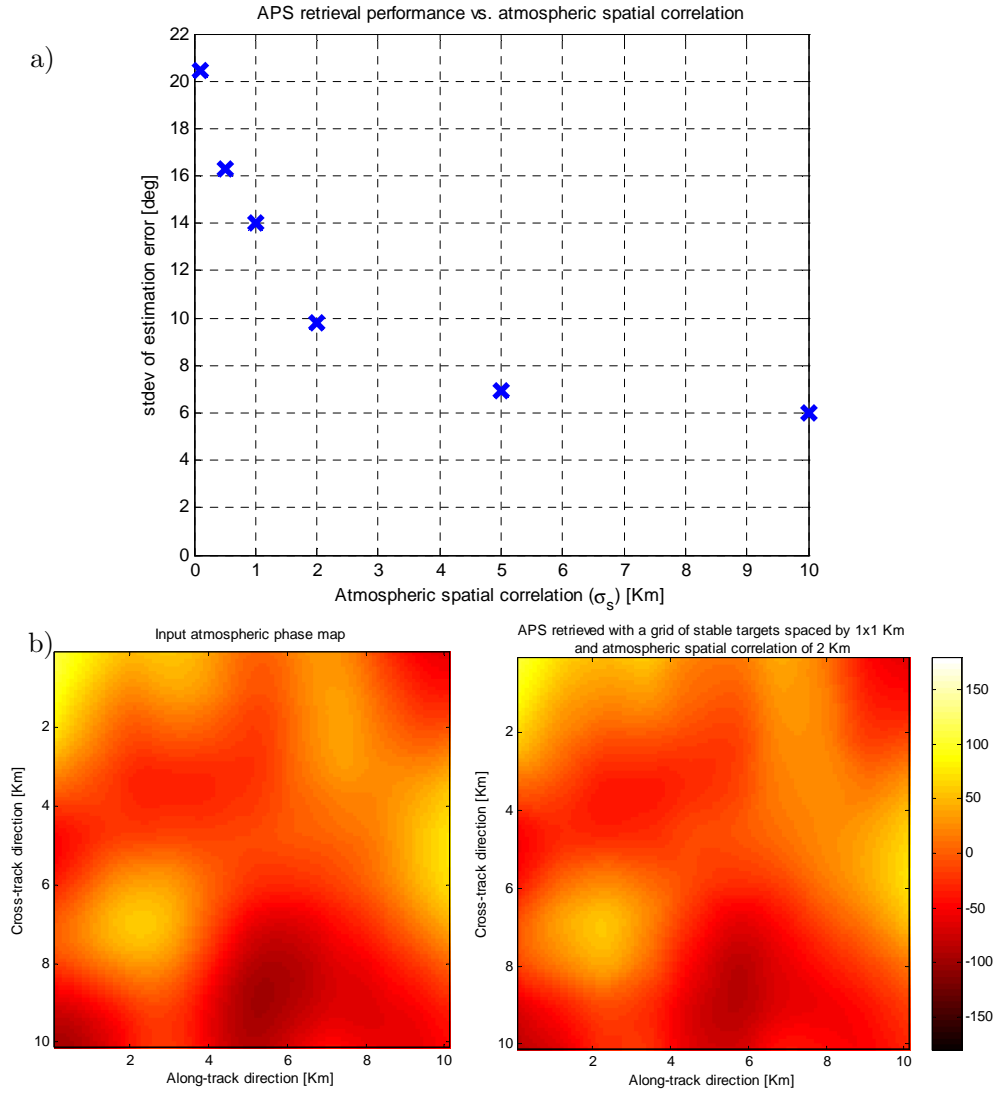 APS retrieval performance vs. atmospheric spatial correlation
a)
22
20
18
16
14
12
10
8
6
4
2
0
stdev of estimation error [deg]
0 1 2 3 4 5 6 7 8 9 10
Atmospheric spatial correlation (σs) [Km]
b)
Input atmospheric phase map
2
4
6
8
10
Cross-track direction [Km]
2 4 6 8 10
Along-track direction [Km]
APS retrieved with a grid of stable targets spaced by 1x1 Km
and atmospheric spatial correlation of 2 Km
2
4
6
8
10
Cross-track direction [Km]
2 4 6 8 10
Along-track direction [Km]
150
100
50
0
-50
-100
-150